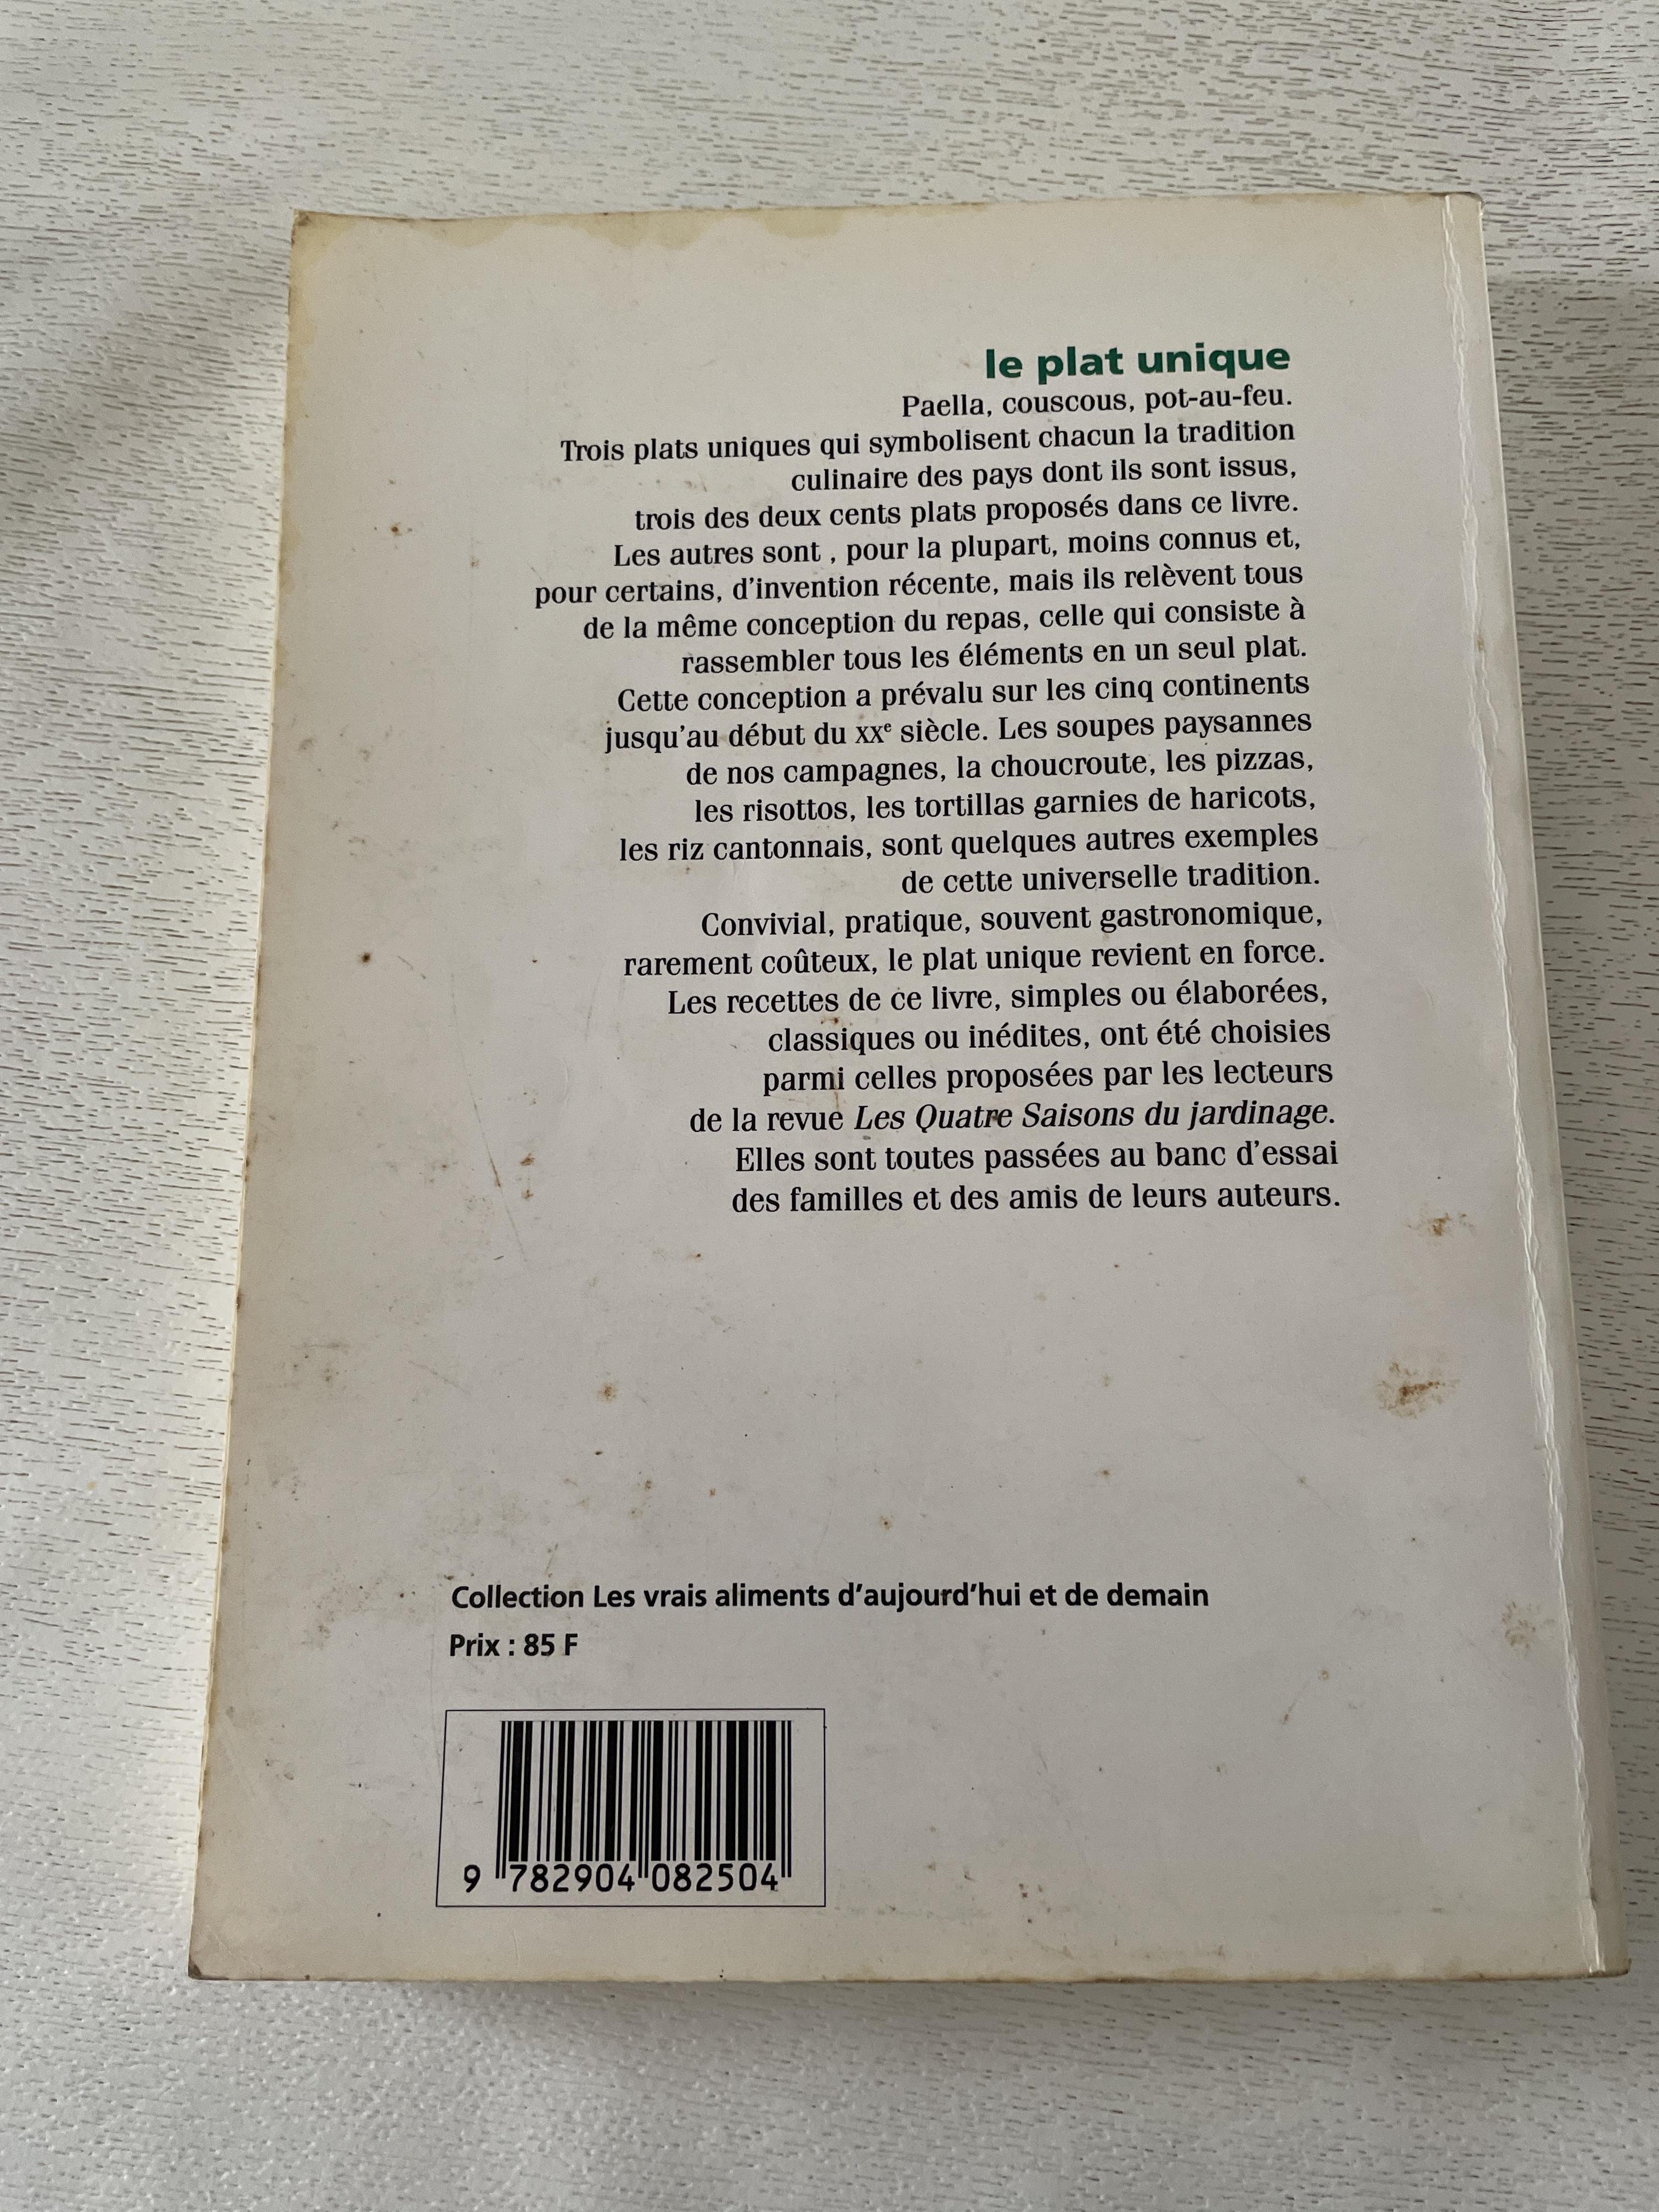 le plat unique
Paella, couscous, pot-au-feu.
Trois plats uniques qui symbolisent chacun la tradition
culinaire des pays dont ils sont issus,
trois des deux cents plats proposés dans ce livre.
Les autres sont , pour la plupart, moins connus et,
pour certains, d'invention récente, mais ils relèvent tous
de la même conception du repas, celle qui consiste à
rassembler tous les éléments en un seul plat.
Cette conception a prévalu sur les cinq continents
jusqu'au début du XXe siècle. Les soupes paysannes
de nos campagnes, la choucroute, les pizzas,
les risottos, les tortillas garnies de haricots,
les riz cantonnais, sont quelques autres exemples
de cette universelle tradition.
Convivial, pratique, souvent gastronomique,
rarement coûteux, le plat unique revient en force.
Les recettes de ce livre, simples ou élaborées,
classiques ou inédites, ont été choisies
parmi celles proposées par les lecteurs
de la revue Les Quatre Saisons du jardinage.
Elles sont toutes passées au banc d'essai
des familles et des amis de leurs auteurs.
Collection Les vrais aliments d'aujourd'hui et de demain
Prix : 85 F
9 782904 082504